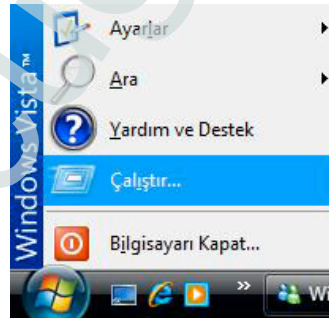 Ayarlar
Ara
Yardım ve Destek
Çalıştır...
Bilgisayarı Kapat...
Windows Vista™
»
Wi